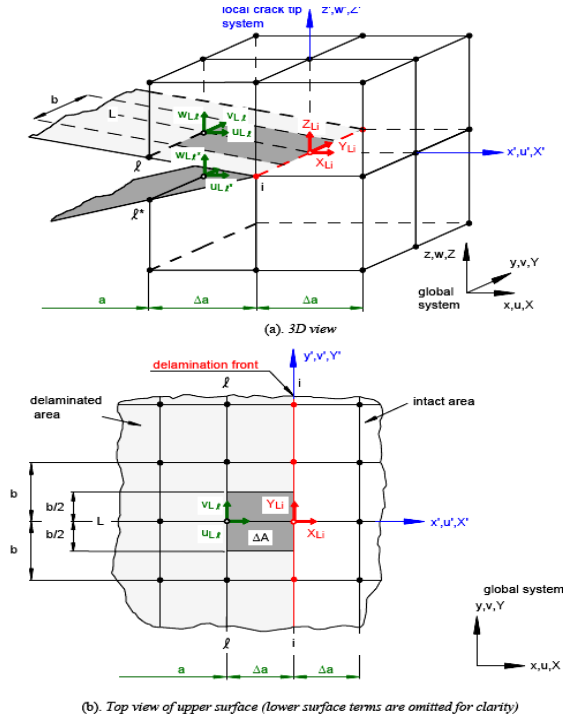 local crack tip
system
z',w',Z'
b
L
w_Lℓ
v_Lℓ
u_Lℓ
Z_Li
Y_Li
X_Li
x',u',X'
w_Lℓ*
u_Lℓ*
ℓ
i
ℓ*
z,w,Z
y,v,Y
global
system
x,u,X
a
Δa
Δa
(a). 3D view
y',v',Y'
delamination front
ℓ
i
delaminated
area
intact area
b
b/2
b/2
b
L
v_Lℓ
u_Lℓ
ΔA
Y_Li
X_Li
x',u',X'
global system
y,v,Y
x,u,X
ℓ
i
a
Δa
Δa
(b). Top view of upper surface (lower surface terms are omitted for clarity)